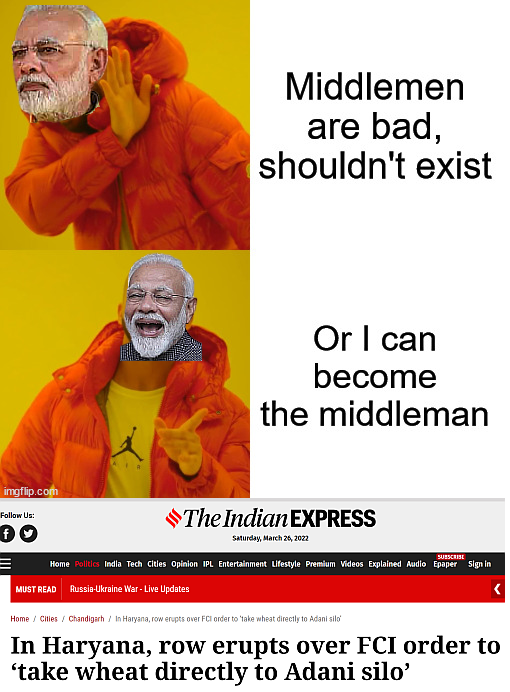 Middlemen
are bad,
shouldn't exist
Or I can
become
the middleman
imgflip.com
Follow Us:
The Indian EXPRESS
Saturday, March 26, 2022
SUBSCRIBE
Home Politics India Tech Cities Opinion IPL Entertainment Lifestyle Premium Videos Explained Audio Epaper Sign in
MUST READ Russia-Ukraine War - Live Updates
Home / Cities / Chandigarh / In Haryana, row erupts over FCI order to 'take wheat directly to Adani silo'
In Haryana, row erupts over FCI order to
‘take wheat directly to Adani silo’